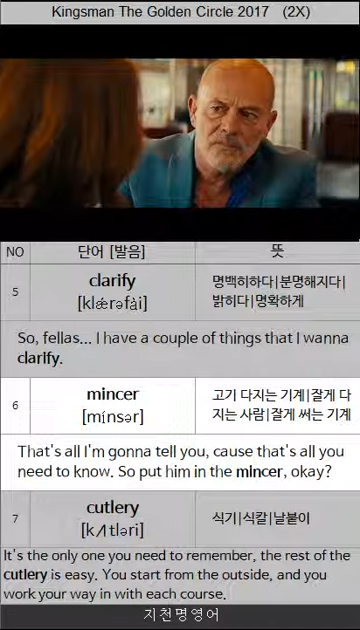 Kingsman The Golden Circle 2017 (2X)
NO 단어 [발음] 뜻
5 clarify [klǽrəfài] 명백히하다|분명해지다|
밝히다|명확하게
So, fellas... I have a couple of things that I wanna
clarify.
6 mincer [mínsər] 고기 다지는 기계|잘게 다
지는 사람|잘게 써는 기계
That's all I'm gonna tell you, cause that's all you
need to know. So put him in the mincer, okay?
7 cutlery [kʌ́tləri] 식기|식칼|날붙이
It's the only one you need to remember, the rest of the
cutlery is easy. You start from the outside, and you
work your way in with each course.
지천명영어